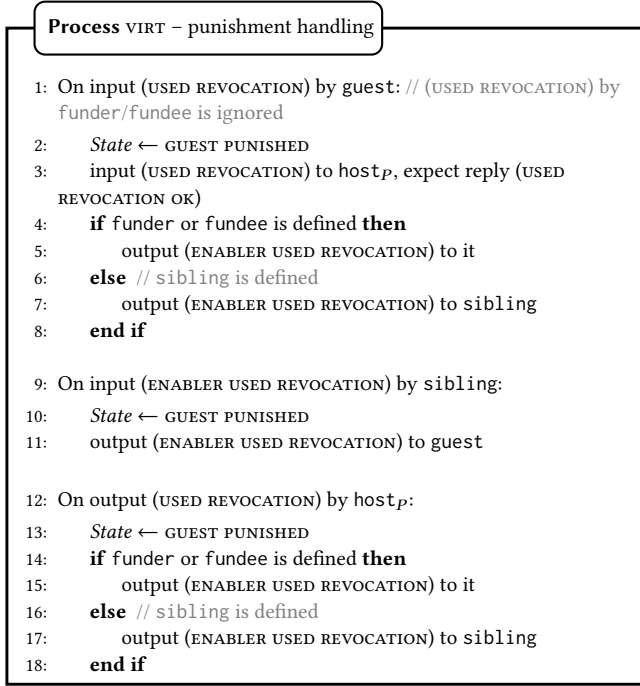 Process VIRT – punishment handling
1: On input (USED REVOCATION) by guest: // (USED REVOCATION) by
funder/fundee is ignored
2: State ← GUEST PUNISHED
3: input (USED REVOCATION) to host_P, expect reply (USED
REVOCATION OK)
4: if funder or fundee is defined then
5: output (ENABLER USED REVOCATION) to it
6: else // sibling is defined
7: output (ENABLER USED REVOCATION) to sibling
8: end if
9: On input (ENABLER USED REVOCATION) by sibling:
10: State ← GUEST PUNISHED
11: output (ENABLER USED REVOCATION) to guest
12: On output (USED REVOCATION) by host_P:
13: State ← GUEST PUNISHED
14: if funder or fundee is defined then
15: output (ENABLER USED REVOCATION) to it
16: else // sibling is defined
17: output (ENABLER USED REVOCATION) to sibling
18: end if